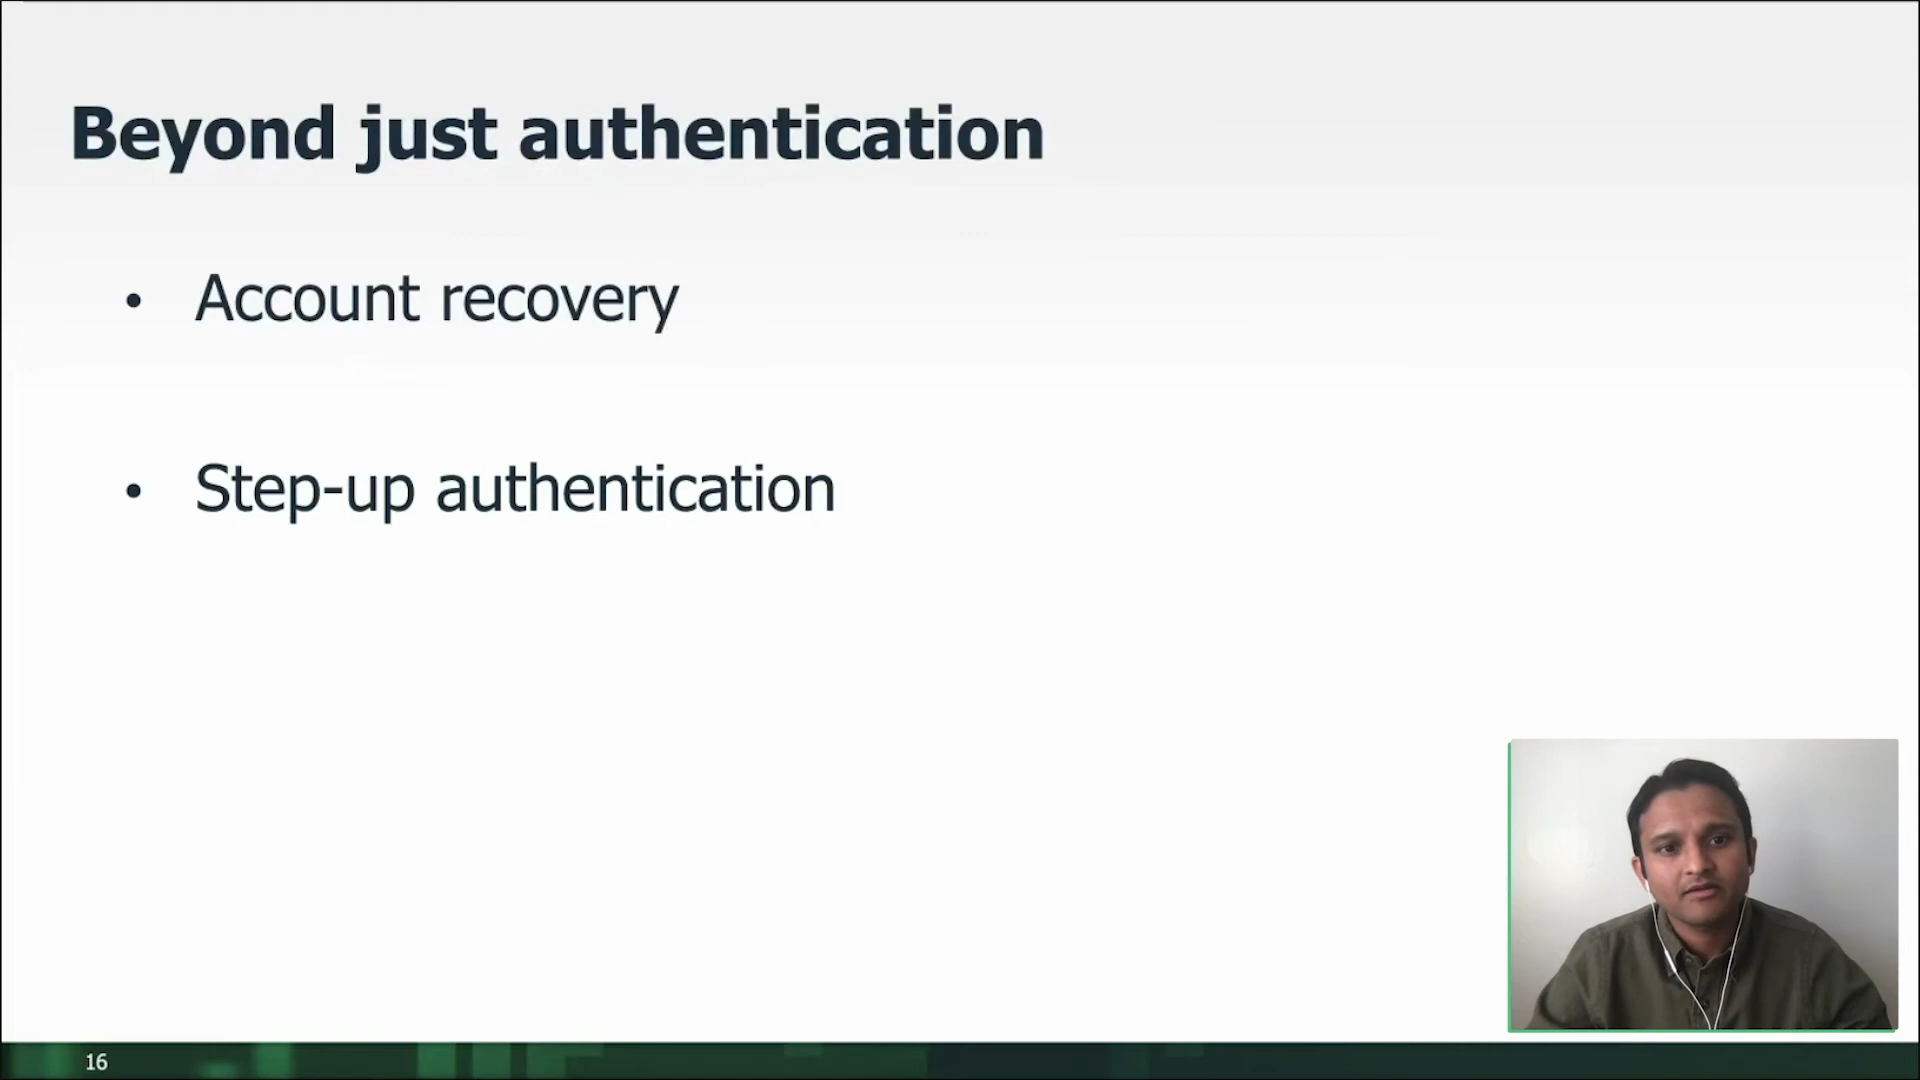 Beyond just authentication
• Account recovery
• Step-up authentication
16